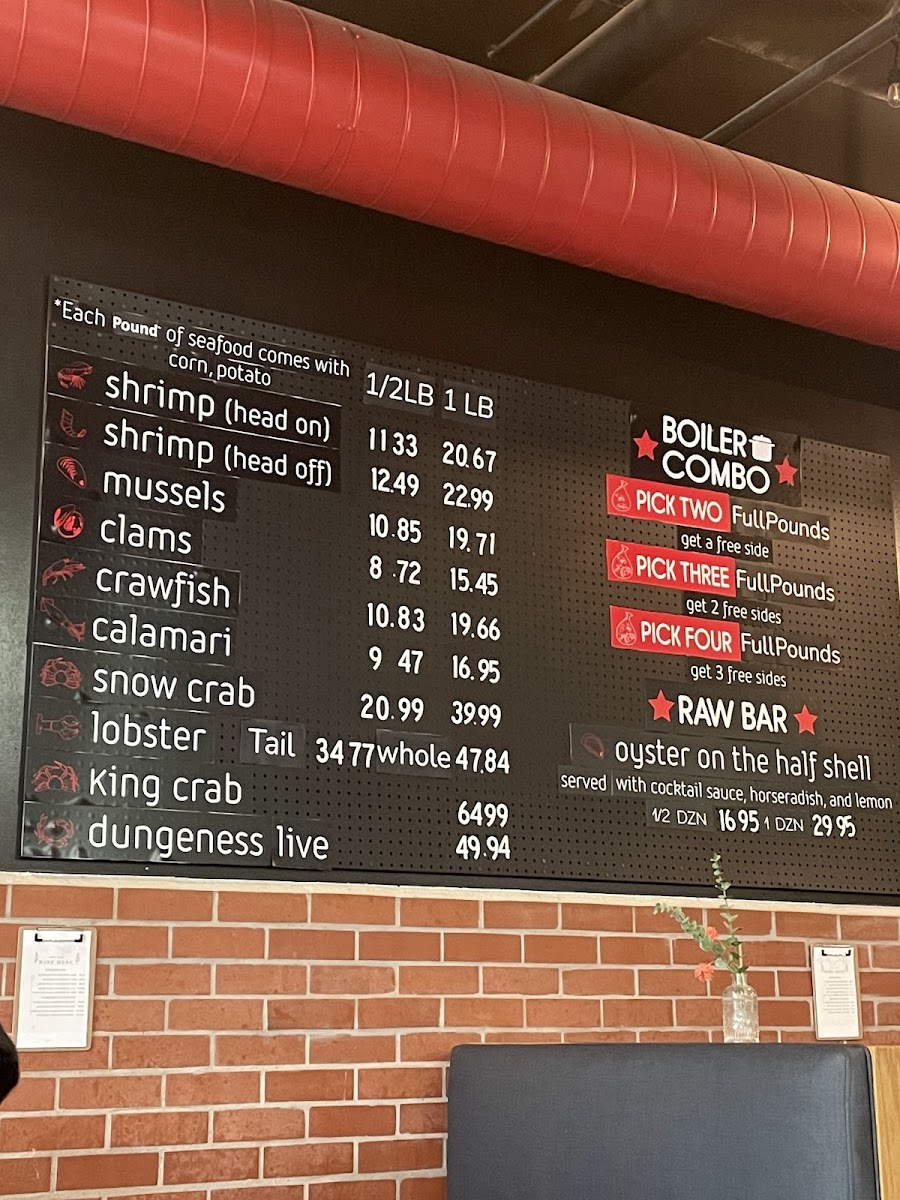 *Each Pound of seafood comes with
corn, potato
1/2LB 1 LB
shrimp (head on) 11 33 20.67
shrimp (head off) 12.49 22.99
mussels 10.85 19.71
clams 8.72 15.45
crawfish 10.83 19.66
calamari 9 47 16.95
snow crab 20.99 39.99
lobster Tail 34 77 whole 47.84
King crab 64 99
dungeness live 49.94
BOILER
COMBO
PICK TWO FullPounds
get a free side
PICK THREE FullPounds
get 2 free sides
PICK FOUR FullPounds
get 3 free sides
RAW BAR
oyster on the half shell
served with cocktail sauce, horseradish, and lemon
1/2 DZN 16 95 1 DZN 29 95